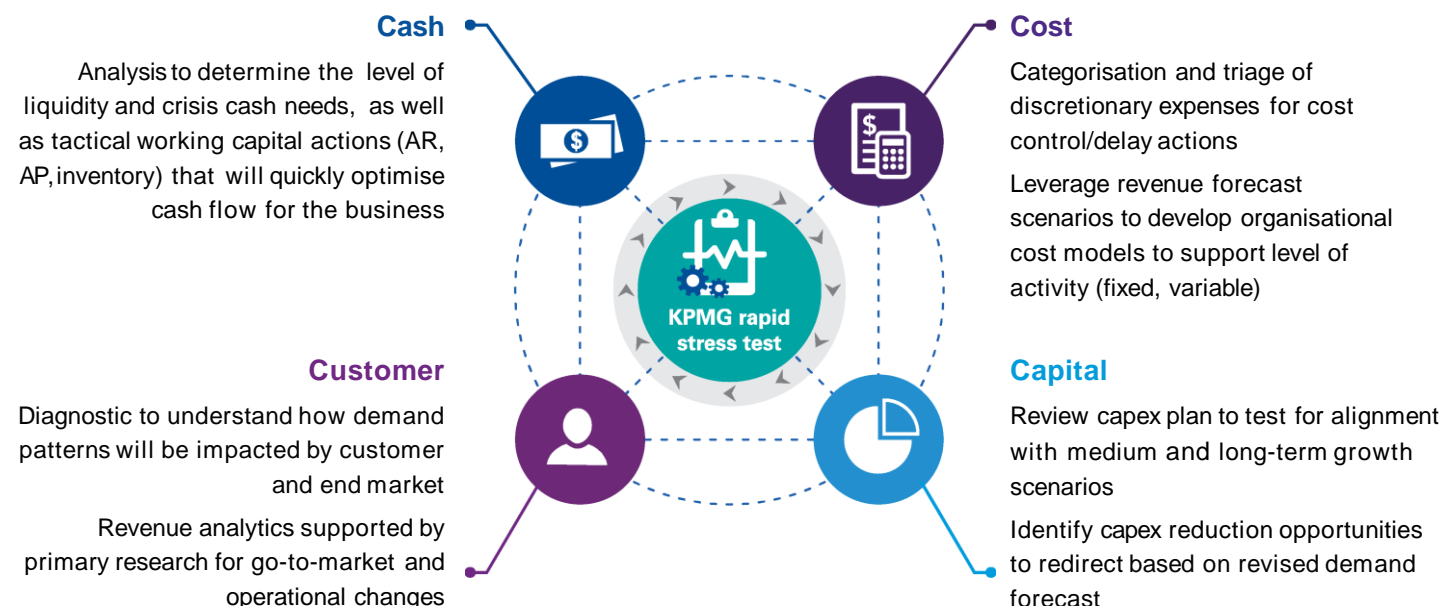 Cash
Analysis to determine the level of
liquidity and crisis cash needs, as well
as tactical working capital actions (AR,
AP, inventory) that will quickly optimise
cash flow for the business
Cost
Categorisation and triage of
discretionary expenses for cost
control/delay actions
Leverage revenue forecast
scenarios to develop organisational
cost models to support level of
activity (fixed, variable)
$
$
KPMG rapid
stress test
Customer
Diagnostic to understand how demand
patterns will be impacted by customer
and end market
Revenue analytics supported by
primary research for go-to-market and
operational changes
Capital
Review capex plan to test for alignment
with medium and long-term growth
scenarios
Identify capex reduction opportunities
to redirect based on revised demand
forecast